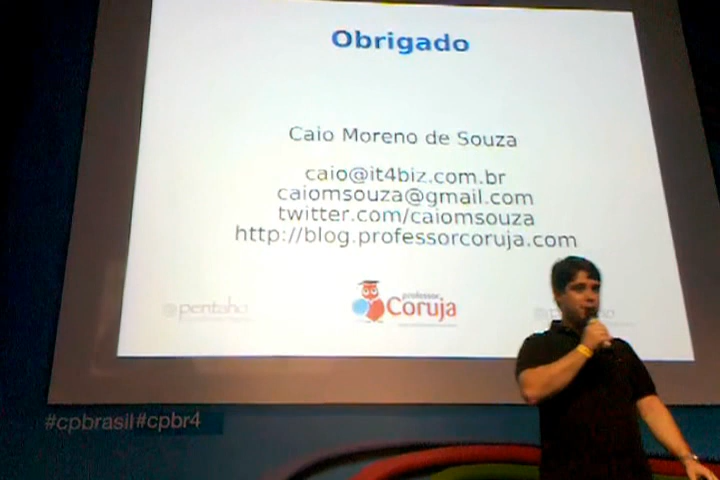 Obrigado
Caio Moreno de Souza
caio@it4biz.com.br
caiomsouza@gmail.com
twitter.com/caiomsouza
http://blog.professorcoruja.com
pentaho
professor
Coruja
#cpbrasil #cpbr4